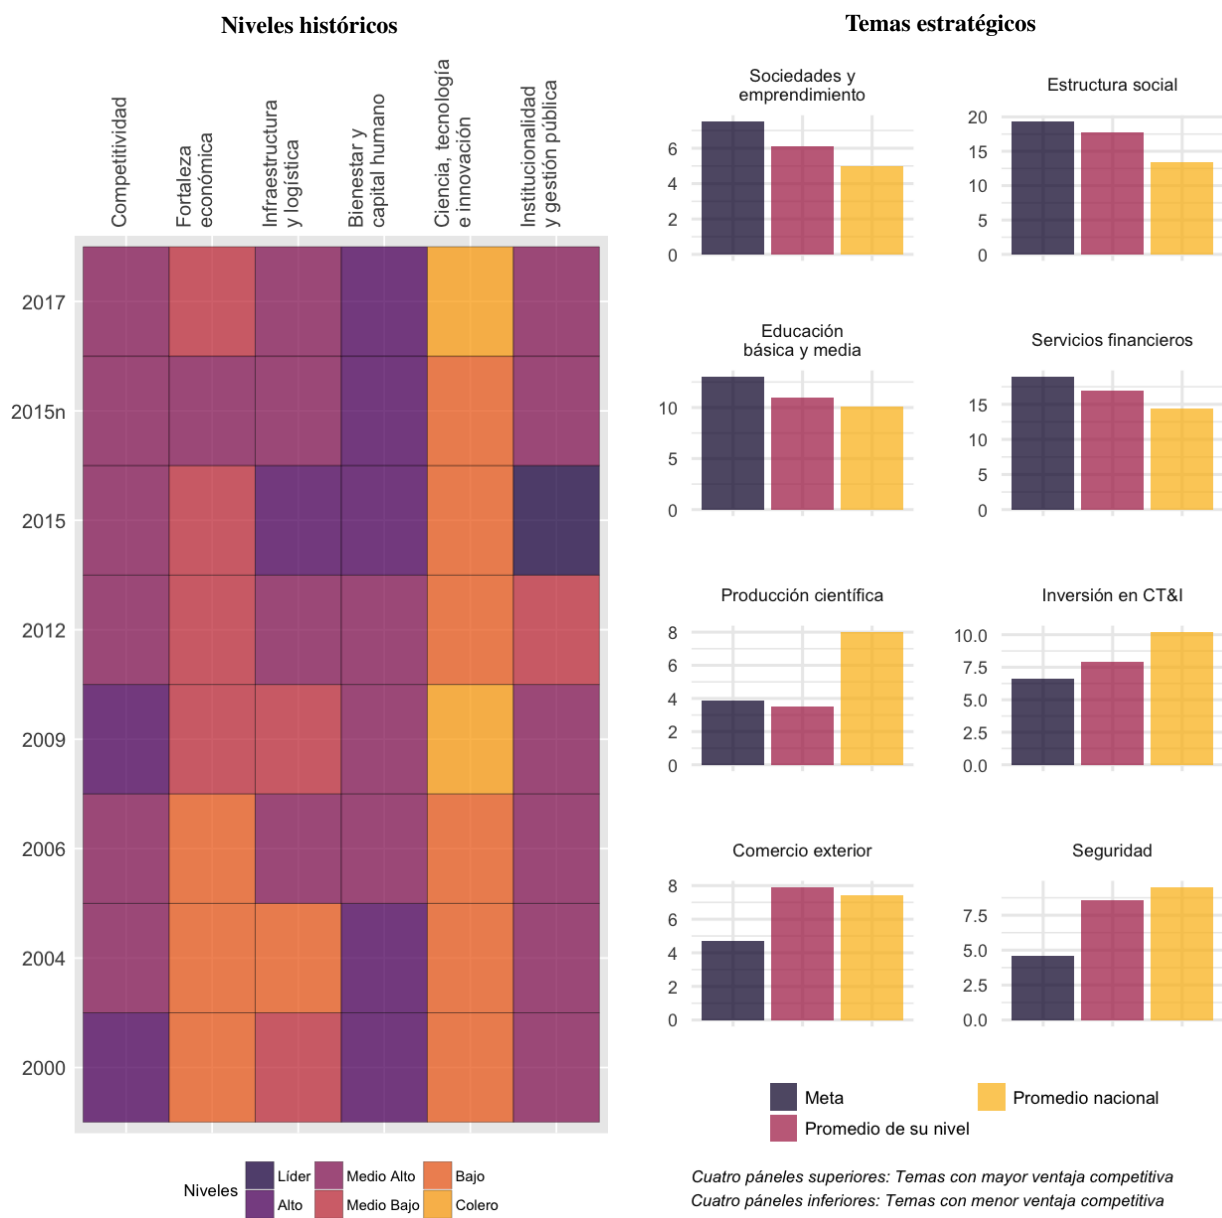 Niveles históricos
Competitividad
Fortaleza
económica
Infraestructura
y logística
Bienestar y
capital humano
Ciencia, tecnología
e innovación
Institucionalidad
y gestión pública
2017
2015n
2015
2012
2009
2006
2004
2000
Niveles
Líder
Medio Alto
Bajo
Alto
Medio Bajo
Colero
Temas estratégicos
Sociedades y
emprendimiento
6
4
2
0
Estructura social
20
15
10
5
0
Educación
básica y media
10
5
0
Servicios financieros
15
10
5
0
Producción científica
8
6
4
2
0
Inversión en CT&I
10.0
7.5
5.0
2.5
0.0
Comercio exterior
8
6
4
2
0
Seguridad
7.5
5.0
2.5
0.0
Meta
Promedio nacional
Promedio de su nivel
Cuatro páneles superiores: Temas con mayor ventaja competitiva
Cuatro páneles inferiores: Temas con menor ventaja competitiva